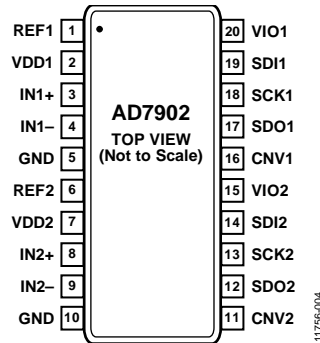 REF1 1
VDD1 2
IN1+ 3
IN1– 4
GND 5
REF2 6
VDD2 7
IN2+ 8
IN2– 9
GND 10
AD7902
TOP VIEW
(Not to Scale)
20 VIO1
19 SDI1
18 SCK1
17 SDO1
16 CNV1
15 VIO2
14 SDI2
13 SCK2
12 SDO2
11 CNV2
11756-004